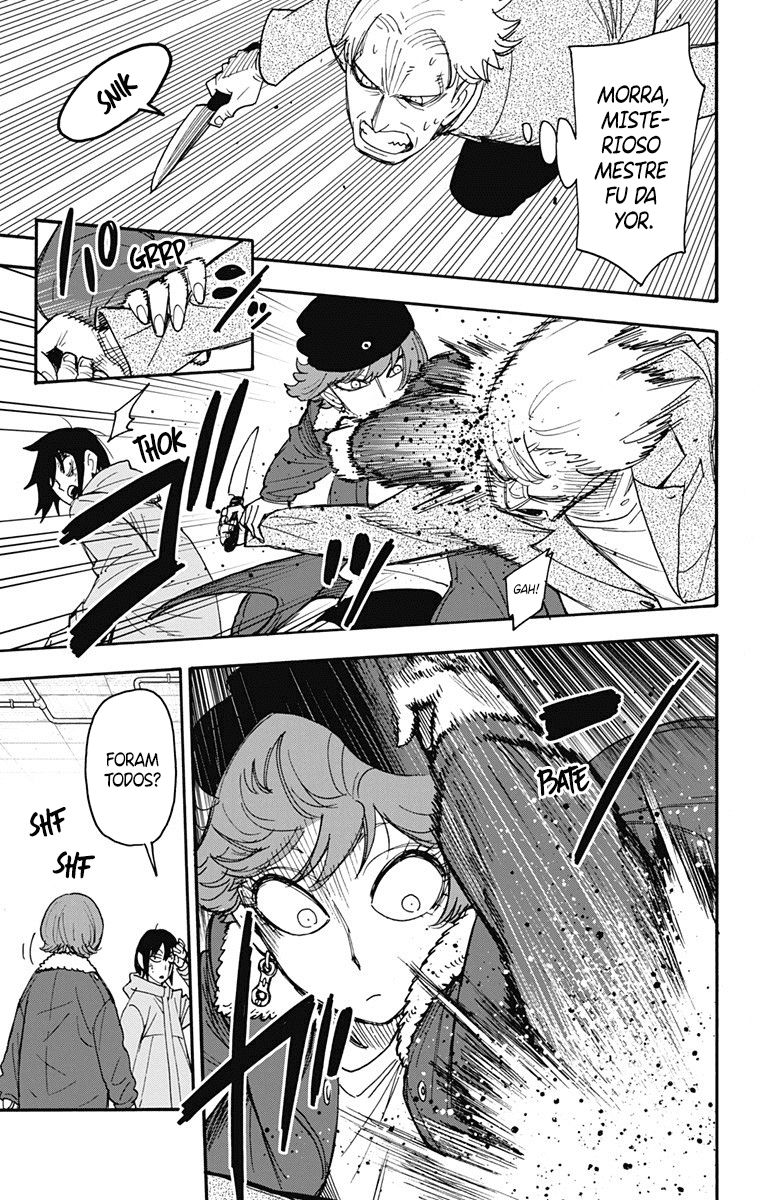 MORRA,
MISTE-
RIOSO
MESTRE
FU DA
YOR.
SNIK
GRRP
THOK
GAH!
BATE
FORAM
TODOS?
SHF
SHF